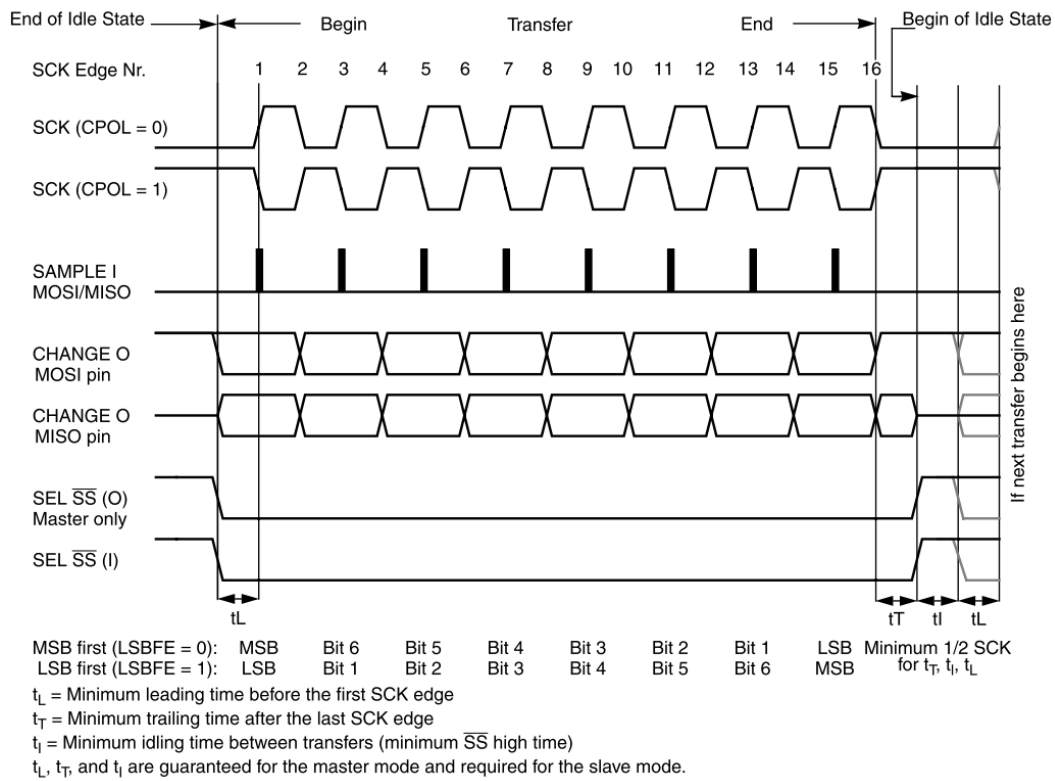 End of Idle State Begin Transfer End Begin of Idle State
SCK Edge Nr. 1 2 3 4 5 6 7 8 9 10 11 12 13 14 15 16
SCK (CPOL = 0)
SCK (CPOL = 1)
SAMPLE I
MOSI/MISO
CHANGE O
MOSI pin
CHANGE O
MISO pin
SEL SS (O)
Master only
SEL SS (I)
If next transfer begins here
tL tT tI tL
MSB first (LSBFE = 0): MSB Bit 6 Bit 5 Bit 4 Bit 3 Bit 2 Bit 1 LSB Minimum 1/2 SCK
LSB first (LSBFE = 1): LSB Bit 1 Bit 2 Bit 3 Bit 4 Bit 5 Bit 6 MSB for tT, tI, tL
tL = Minimum leading time before the first SCK edge
tT = Minimum trailing time after the last SCK edge
tI = Minimum idling time between transfers (minimum SS high time)
tL, tT, and tI are guaranteed for the master mode and required for the slave mode.